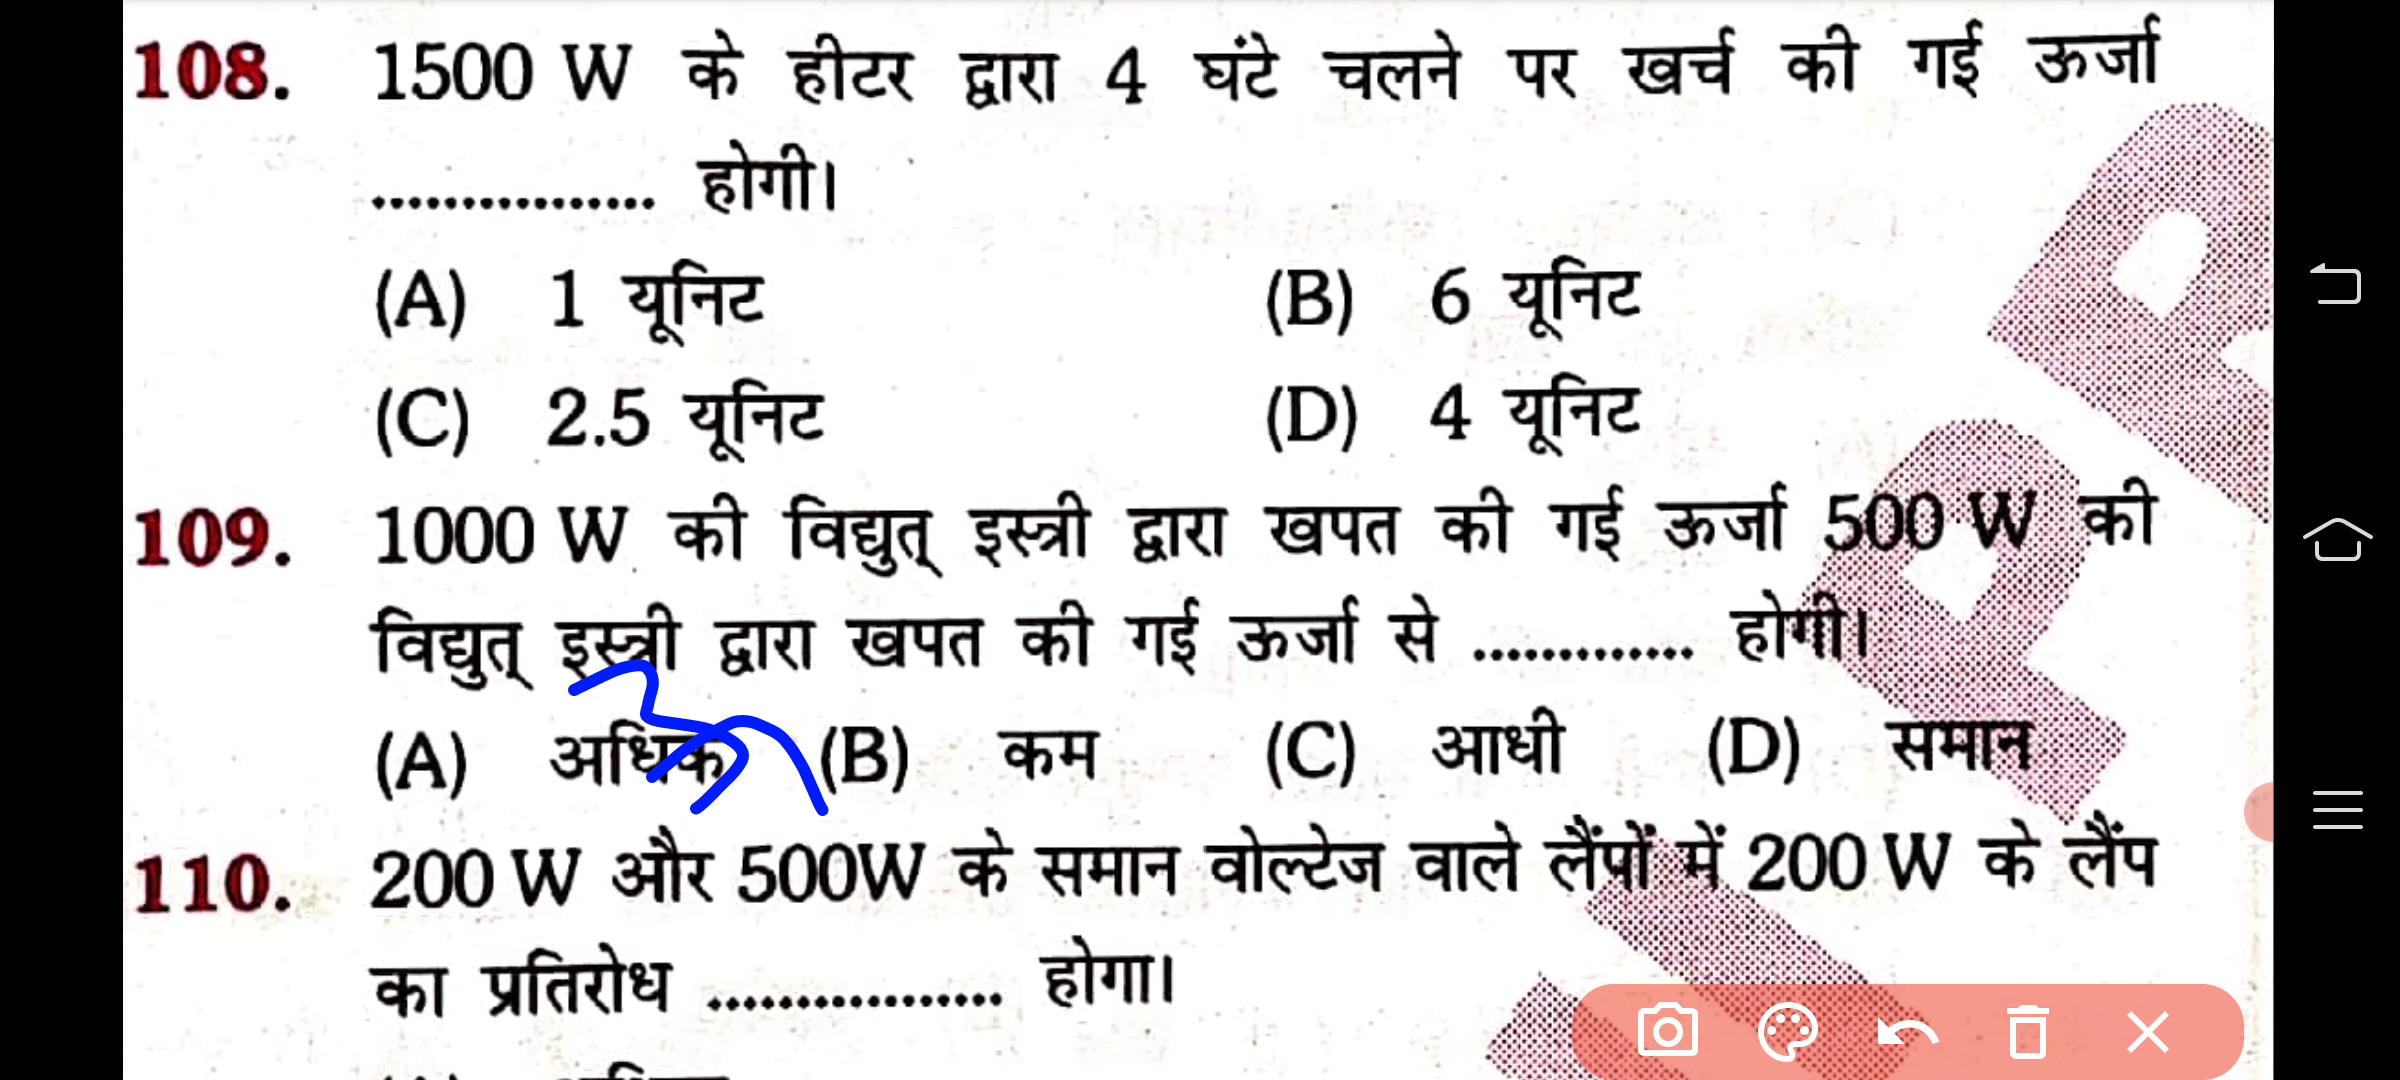 108. 1500 W के हीटर द्वारा 4 घंटे चलने पर खर्च की गई ऊर्जा
................ होगी।
(A) 1 यूनिट (B) 6 यूनिट
(C) 2.5 यूनिट (D) 4 यूनिट
109. 1000 W की विद्युत् इस्त्री द्वारा खपत की गई ऊर्जा 500 W की
विद्युत् इस्त्री द्वारा खपत की गई ऊर्जा से ............. होगी।
(A) अधिक (B) कम (C) आधी (D) समान
110. 200 W और 500W के समान वोल्टेज वाले लैंपों में 200 W के लैंप
का प्रतिरोध ................. होगा।